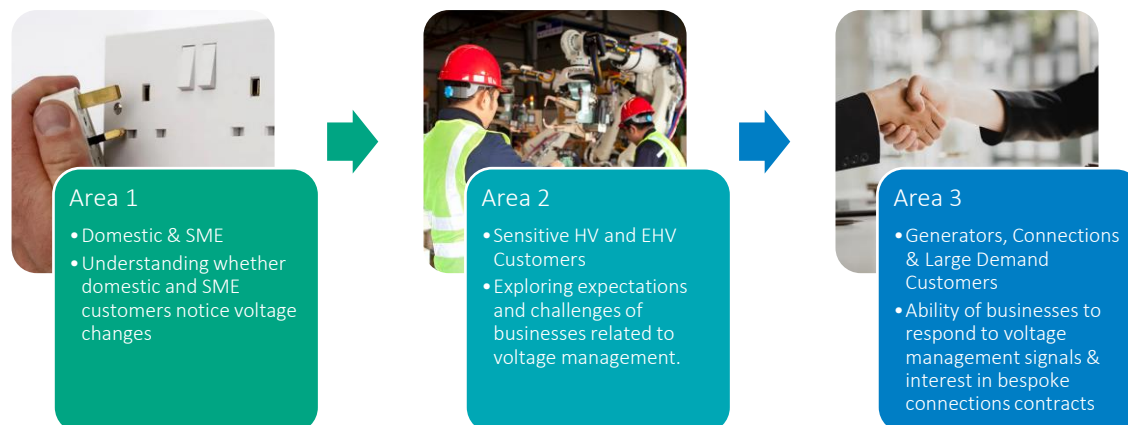 Area 1
•Domestic & SME
•Understanding whether
domestic and SME
customers notice voltage
changes
Area 2
•Sensitive HV and EHV
Customers
•Exploring expectations
and challenges of
businesses related to
voltage management.
Area 3
•Generators, Connections
& Large Demand
Customers
•Ability of businesses to
respond to voltage
management signals &
interest in bespoke
connections contracts